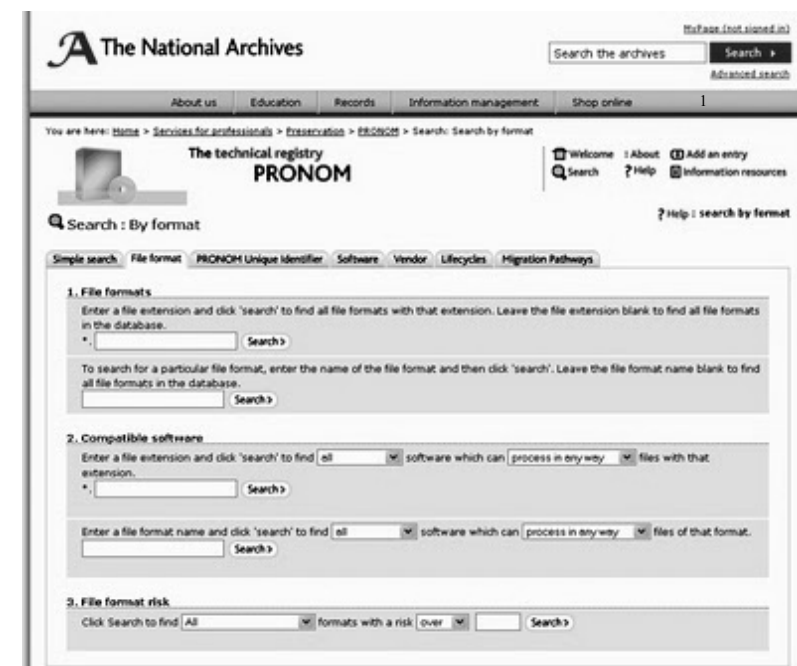 MyPage (not signed in)
The National Archives
Search the archives Search
Advanced search
About us Education Records Information management Shop online 1
You are here: Home > Services for professionals > Preservation > PRONOM > Search: Search by format
The technical registry
PRONOM
Welcome : About Add an entry
Search ? Help Information resources
Search : By format
? Help : search by format
Simple search File format PRONOM Unique Identifier Software Vendor Lifecycles Migration Pathways
1. File formats
Enter a file extension and click 'search' to find all file formats with that extension. Leave the file extension blank to find all file formats
in the database.
*. Search >
To search for a particular file format, enter the name of the file format and then click 'search'. Leave the file format name blank to find
all file formats in the database.
Search >
2. Compatible software
Enter a file extension and click 'search' to find all software which can process in any way files with that
extension.
*. Search >
Enter a file format name and click 'search' to find all software which can process in any way files of that format.
Search >
3. File format risk
Click Search to find All formats with a risk over Search >